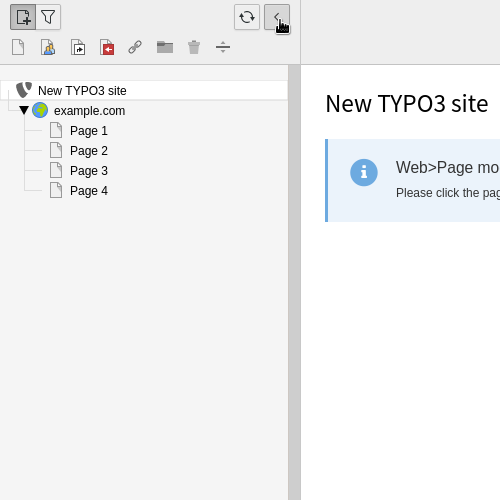 New TYPO3 site
example.com
Page 1
Page 2
Page 3
Page 4
New TYPO3 site
Web>Page mo
Please click the pag